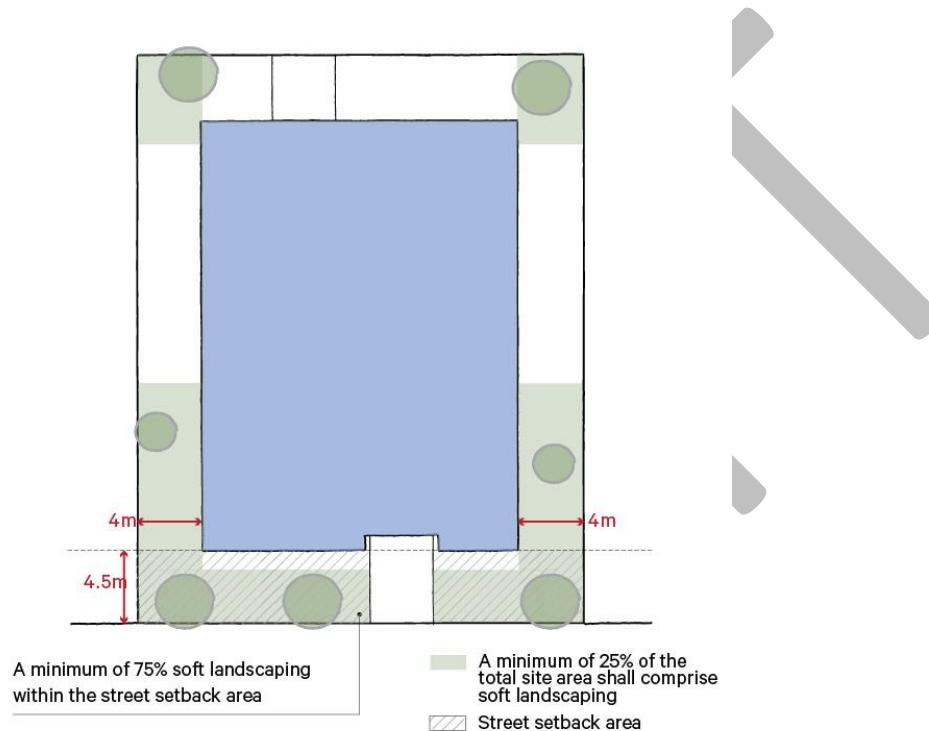 4m
4m
4.5m
A minimum of 75% soft landscaping
within the street setback area
A minimum of 25% of the
total site area shall comprise
soft landscaping
Street setback area